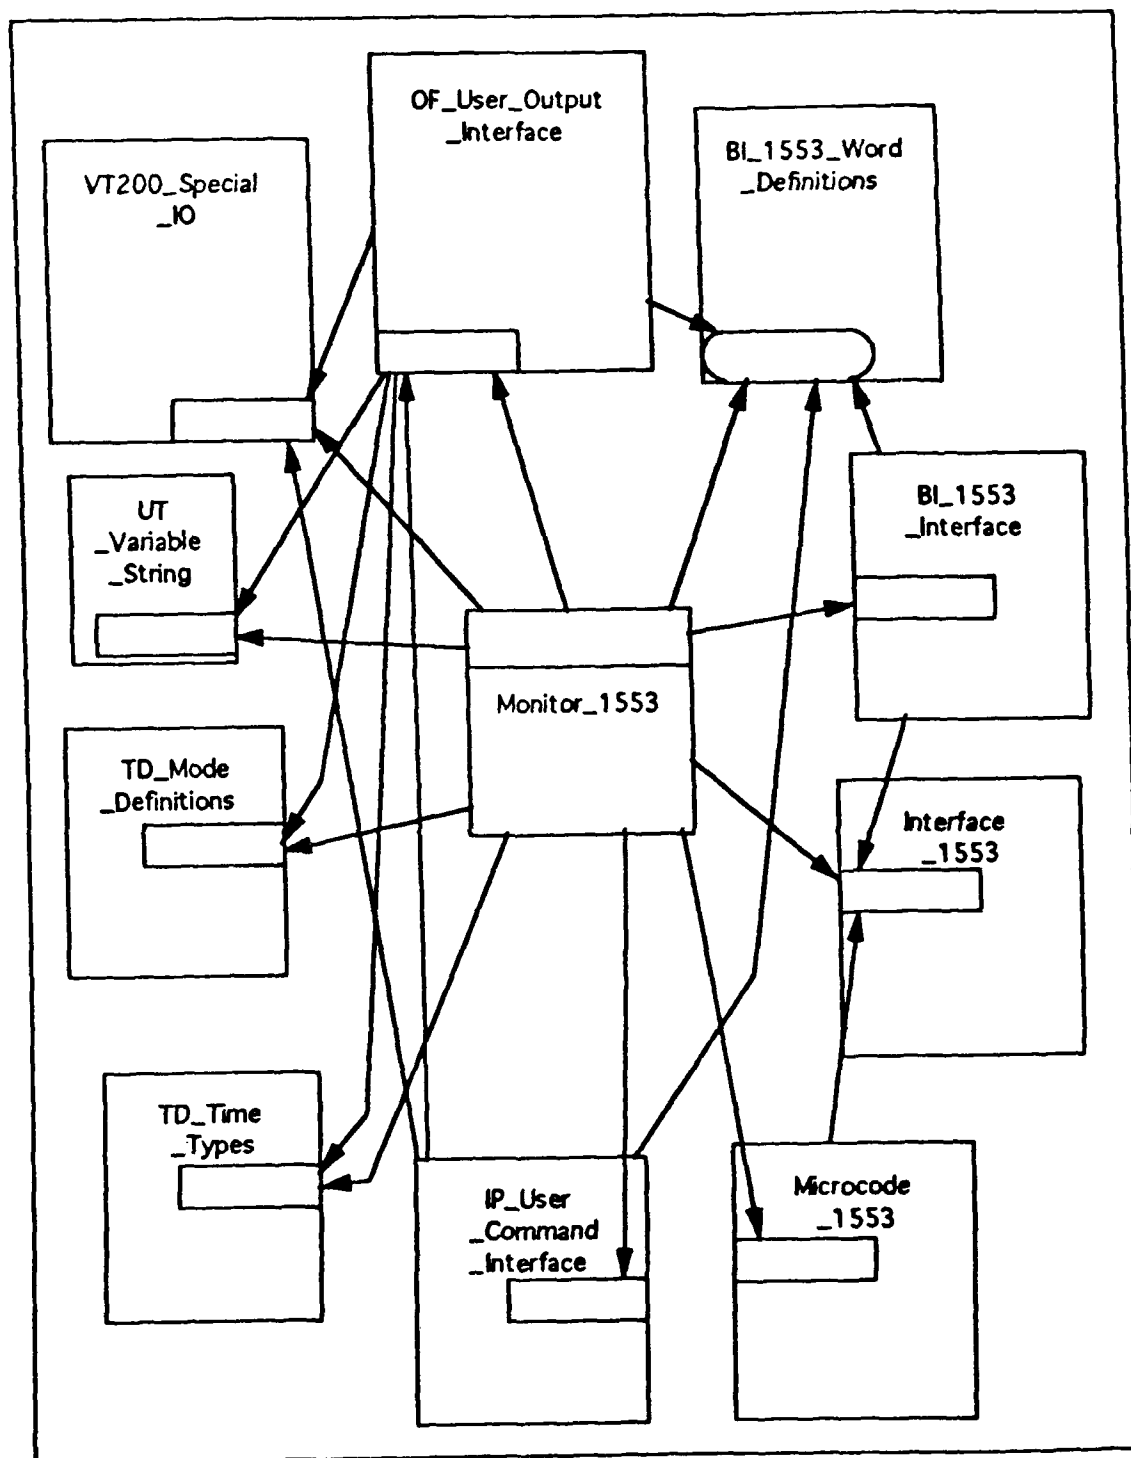 OF_User_Output
_Interface
BI_1553_Word
_Definitions
VT200_Special
_IO
UT
_Variable
_String
BI_1553
_Interface
Monitor_1553
TD_Mode
_Definitions
Interface
_1553
TD_Time
_Types
IP_User
_Command
_Interface
Microcode
_1553